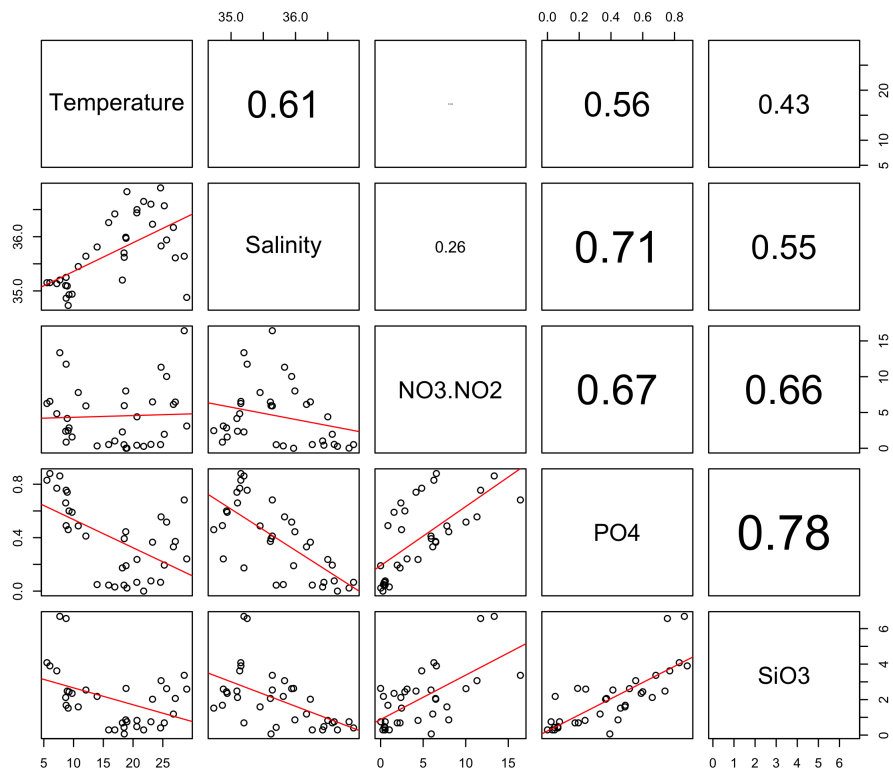 35.0 36.0 0.0 0.2 0.4 0.6 0.8
Temperature 0.61 0.56 0.43 5 10 20
35.0 36.0 Salinity 0.26 0.71 0.55
NO3.NO2 0.67 0.66 0 5 10 15
0.0 0.4 0.8 PO4 0.78
SiO3 0 2 4 6
5 10 15 20 25 0 5 10 15 0 1 2 3 4 5 6